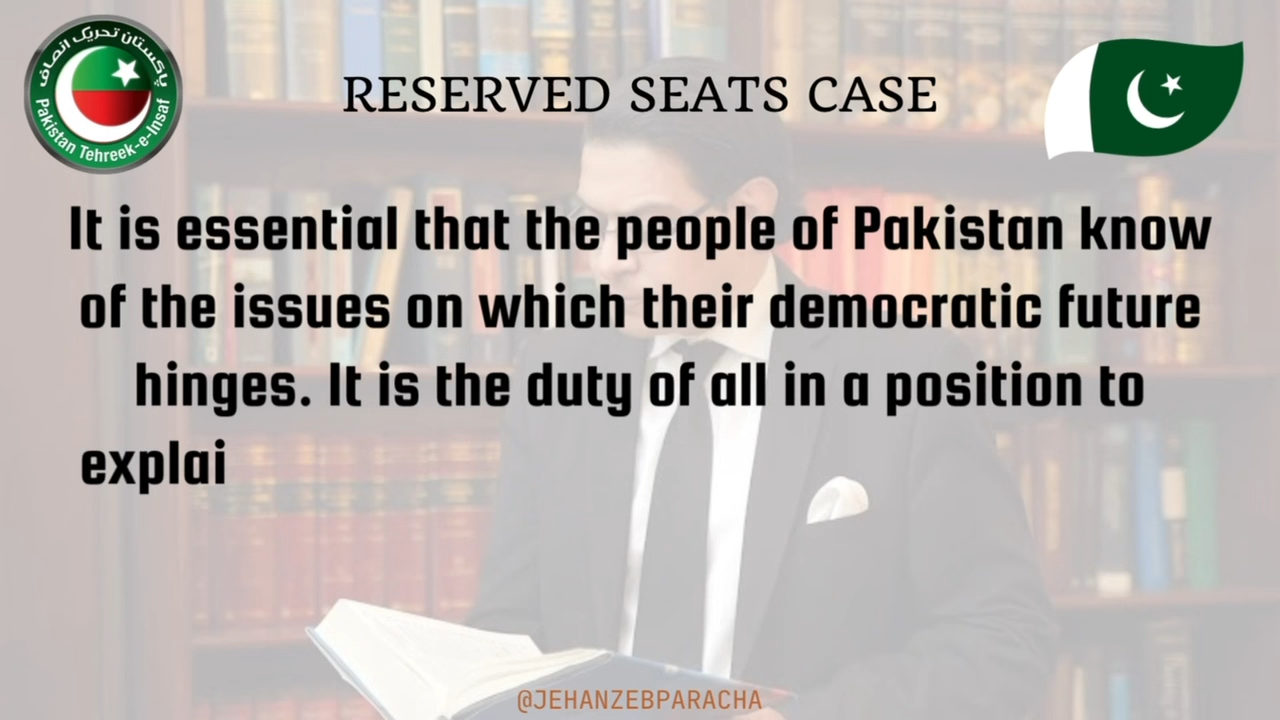 پاکستان تحریک انصاف
Pakistan Tehreek-e-Insaf
RESERVED SEATS CASE
It is essential that the people of Pakistan know
of the issues on which their democratic future
hinges. It is the duty of all in a position to
explai
@JEHANZEBPARACHA